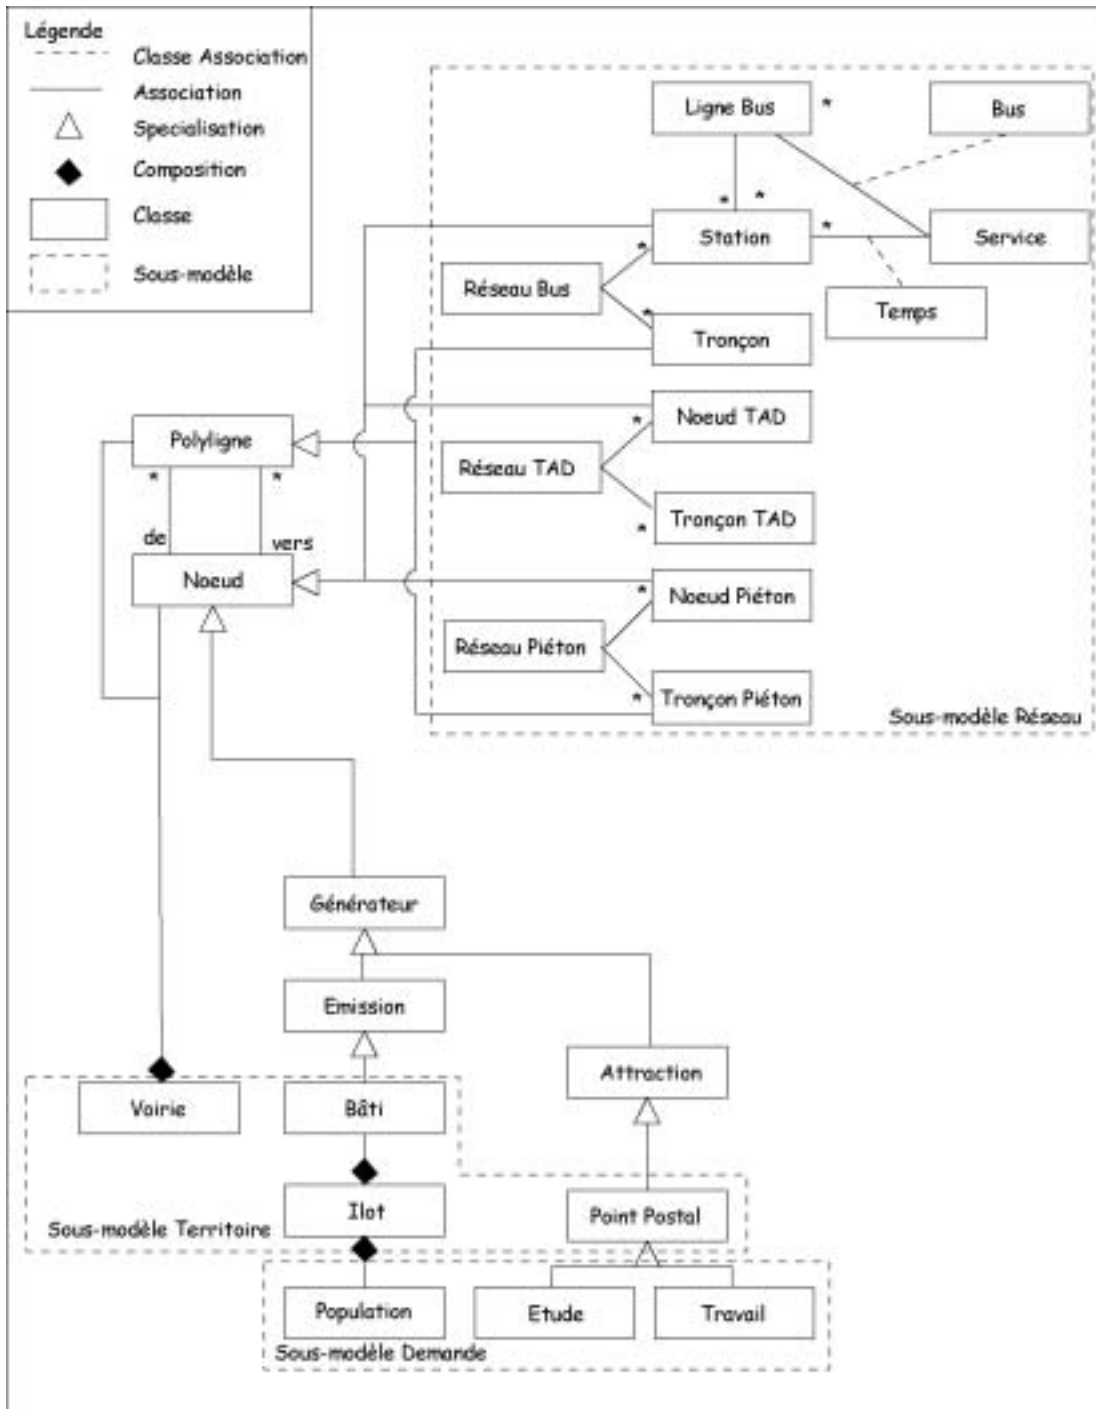 Légende
Classe Association
Association
Specialisation
Composition
Classe
Sous-modèle
Ligne Bus
*
Bus
*
*
Station
*
Service
*
Réseau Bus
Temps
*
Tronçon
Polyligne
*
*
de
vers
Noeud
Noeud TAD
*
Réseau TAD
Tronçon TAD
*
Noeud Piéton
*
Réseau Piéton
Tronçon Piéton
*
Sous-modèle Réseau
Générateur
Emission
Attraction
Voirie
Bâti
Ilot
Point Postal
Sous-modèle Territoire
Population
Etude
Travail
Sous-modèle Demande